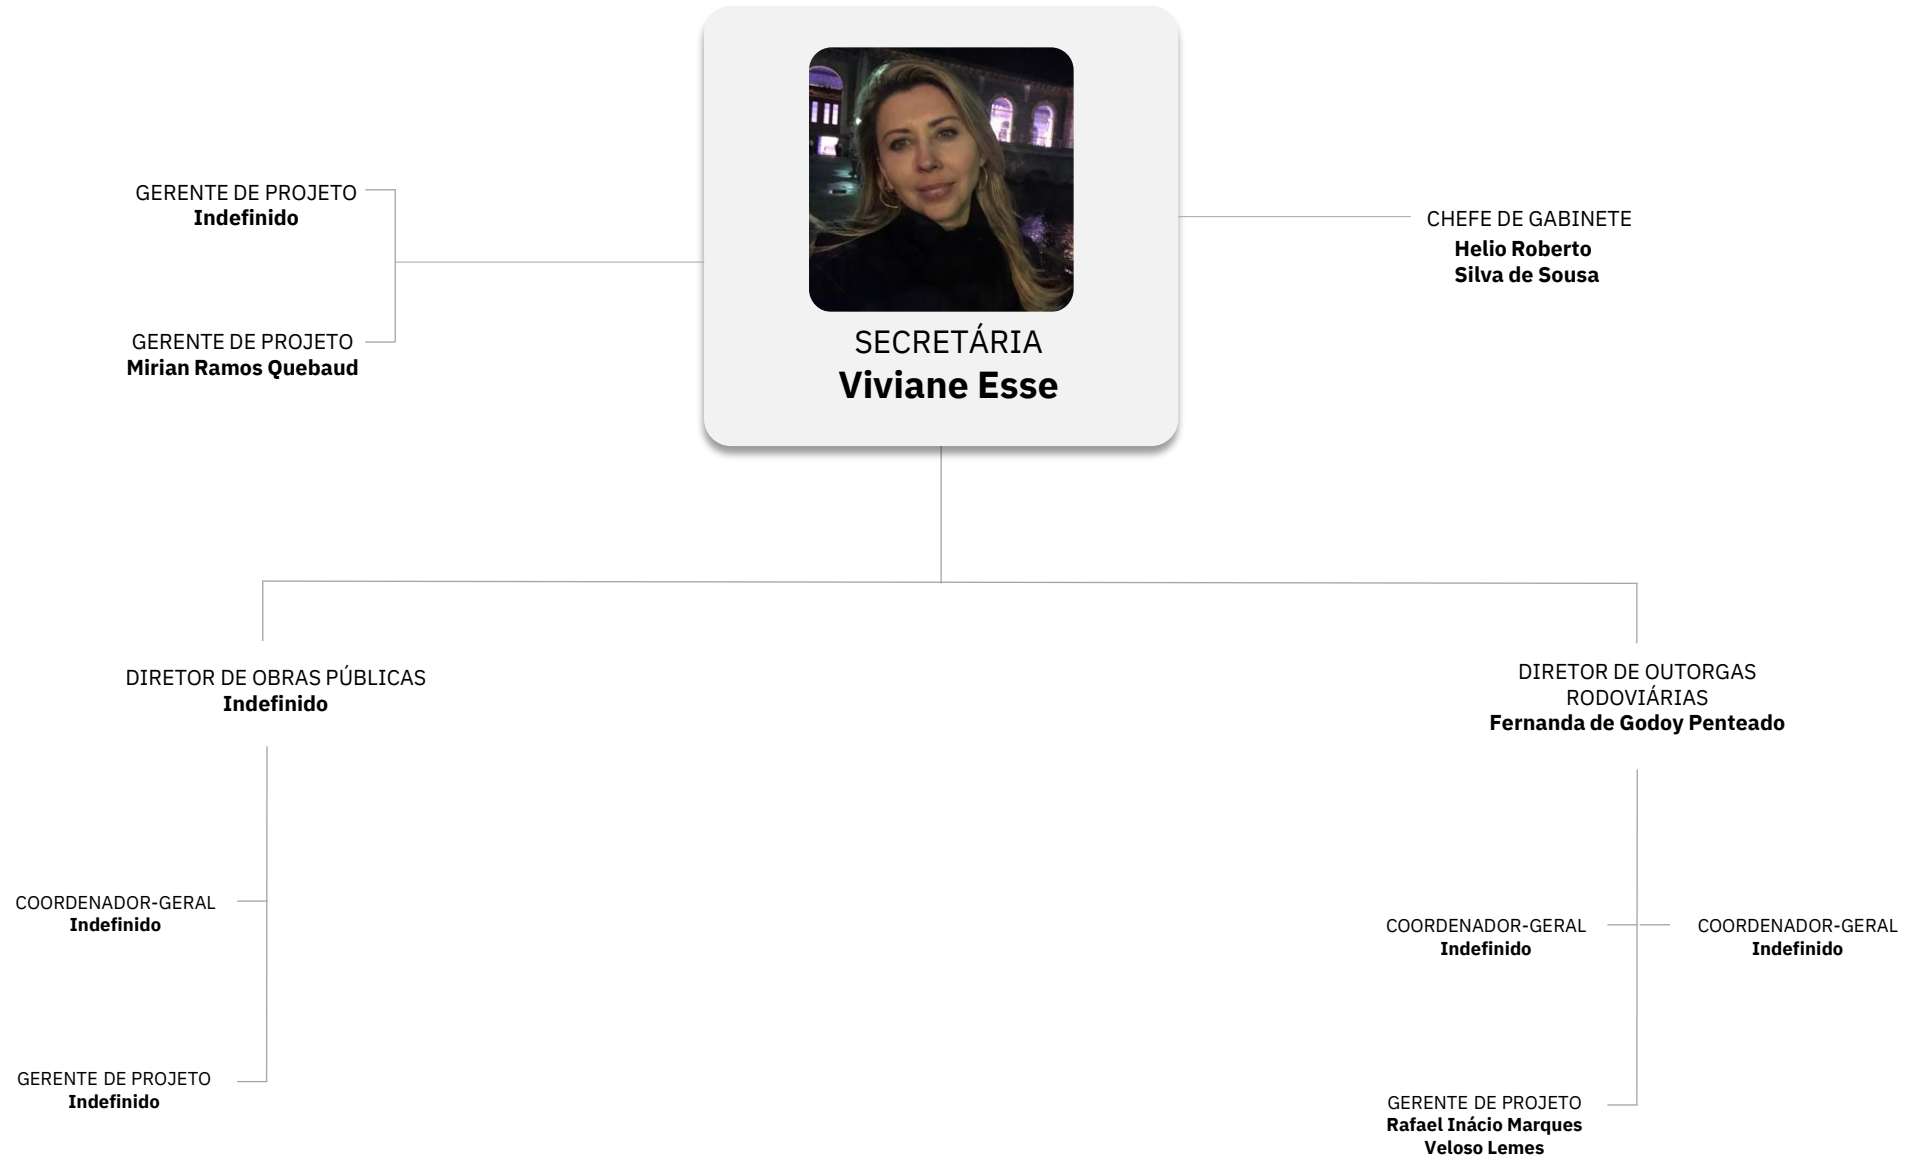 SECRETÁRIA
Viviane Esse
GERENTE DE PROJETO
Indefinido
GERENTE DE PROJETO
Mirian Ramos Quebaud
CHEFE DE GABINETE
Helio Roberto
Silva de Sousa
DIRETOR DE OBRAS PÚBLICAS
Indefinido
COORDENADOR-GERAL
Indefinido
GERENTE DE PROJETO
Indefinido
DIRETOR DE OUTORGAS
RODOVIÁRIAS
Fernanda de Godoy Penteado
COORDENADOR-GERAL
Indefinido
COORDENADOR-GERAL
Indefinido
GERENTE DE PROJETO
Rafael Inácio Marques
Veloso Lemes